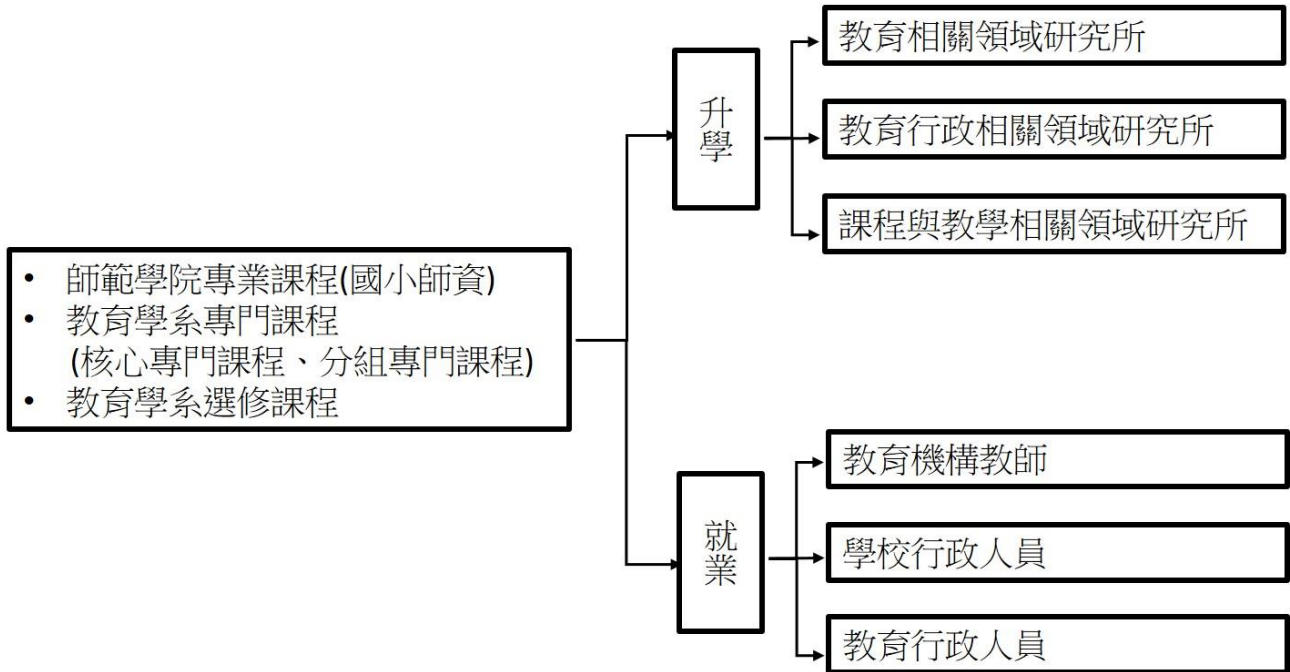 • 師範學院專業課程(國小師資)
• 教育學系專門課程
(核心專門課程、分組專門課程)
• 教育學系選修課程
升學
教育相關領域研究所
教育行政相關領域研究所
課程與教學相關領域研究所
就業
教育機構教師
學校行政人員
教育行政人員